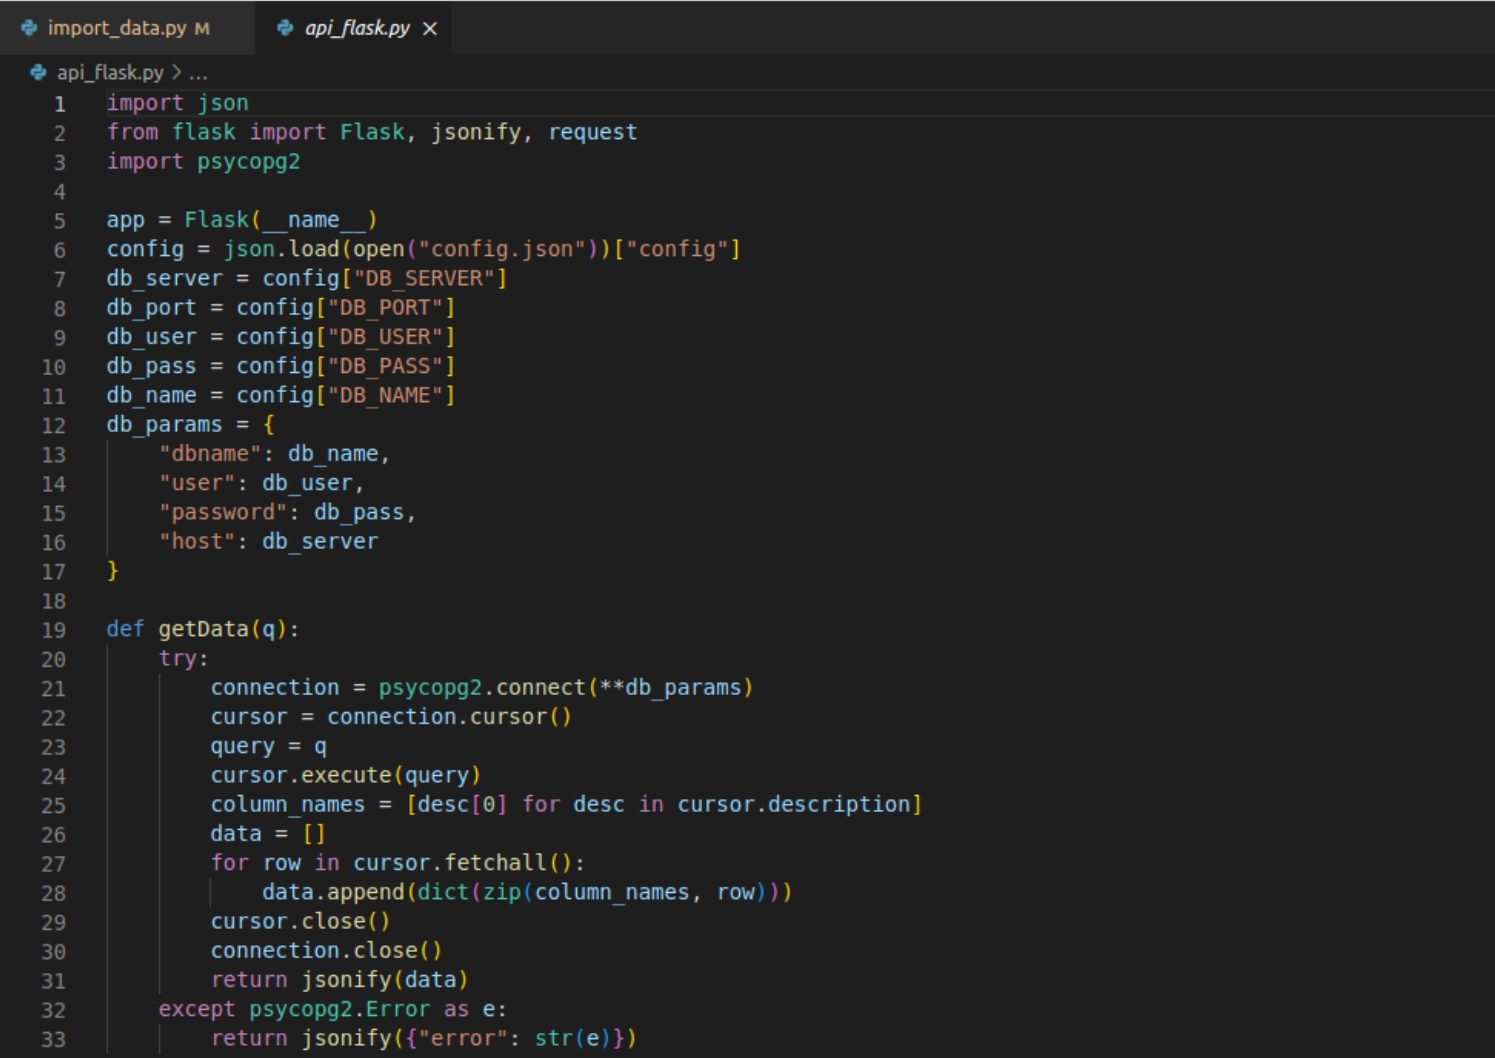 import_data.py M api_flask.py ×
api_flask.py > ...
1 import json
2 from flask import Flask, jsonify, request
3 import psycopg2
4
5 app = Flask(__name__)
6 config = json.load(open("config.json"))["config"]
7 db_server = config["DB_SERVER"]
8 db_port = config["DB_PORT"]
9 db_user = config["DB_USER"]
10 db_pass = config["DB_PASS"]
11 db_name = config["DB_NAME"]
12 db_params = {
13     "dbname": db_name,
14     "user": db_user,
15     "password": db_pass,
16     "host": db_server
17 }
18
19 def getData(q):
20     try:
21         connection = psycopg2.connect(**db_params)
22         cursor = connection.cursor()
23         query = q
24         cursor.execute(query)
25         column_names = [desc[0] for desc in cursor.description]
26         data = []
27         for row in cursor.fetchall():
28             data.append(dict(zip(column_names, row)))
29         cursor.close()
30         connection.close()
31         return jsonify(data)
32     except psycopg2.Error as e:
33         return jsonify({"error": str(e)})